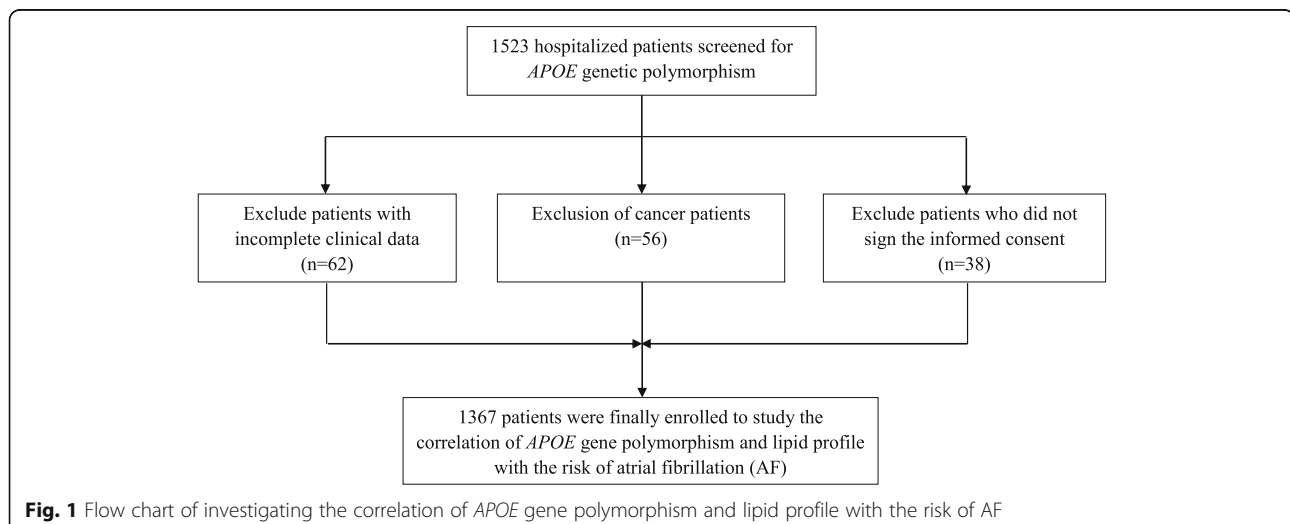 1523 hospitalized patients screened for
APOE genetic polymorphism
Exclude patients with
incomplete clinical data
(n=62)
Exclusion of cancer patients
(n=56)
Exclude patients who did not
sign the informed consent
(n=38)
1367 patients were finally enrolled to study the
correlation of APOE gene polymorphism and lipid profile
with the risk of atrial fibrillation (AF)
Fig. 1 Flow chart of investigating the correlation of APOE gene polymorphism and lipid profile with the risk of AF